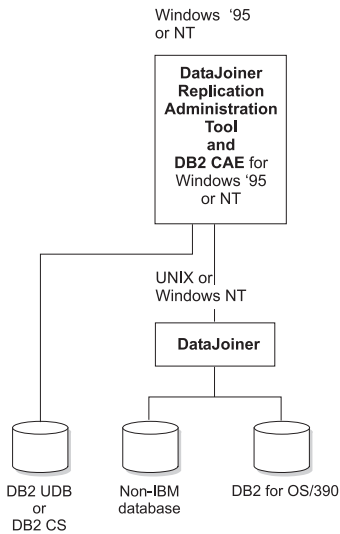 Windows ‘95
or NT
DataJoiner
Replication
Administration
Tool
and
DB2 CAE for
Windows ‘95
or NT
UNIX or
Windows NT
DataJoiner
DB2 UDB
or
DB2 CS
Non-IBM
database
DB2 for OS/390